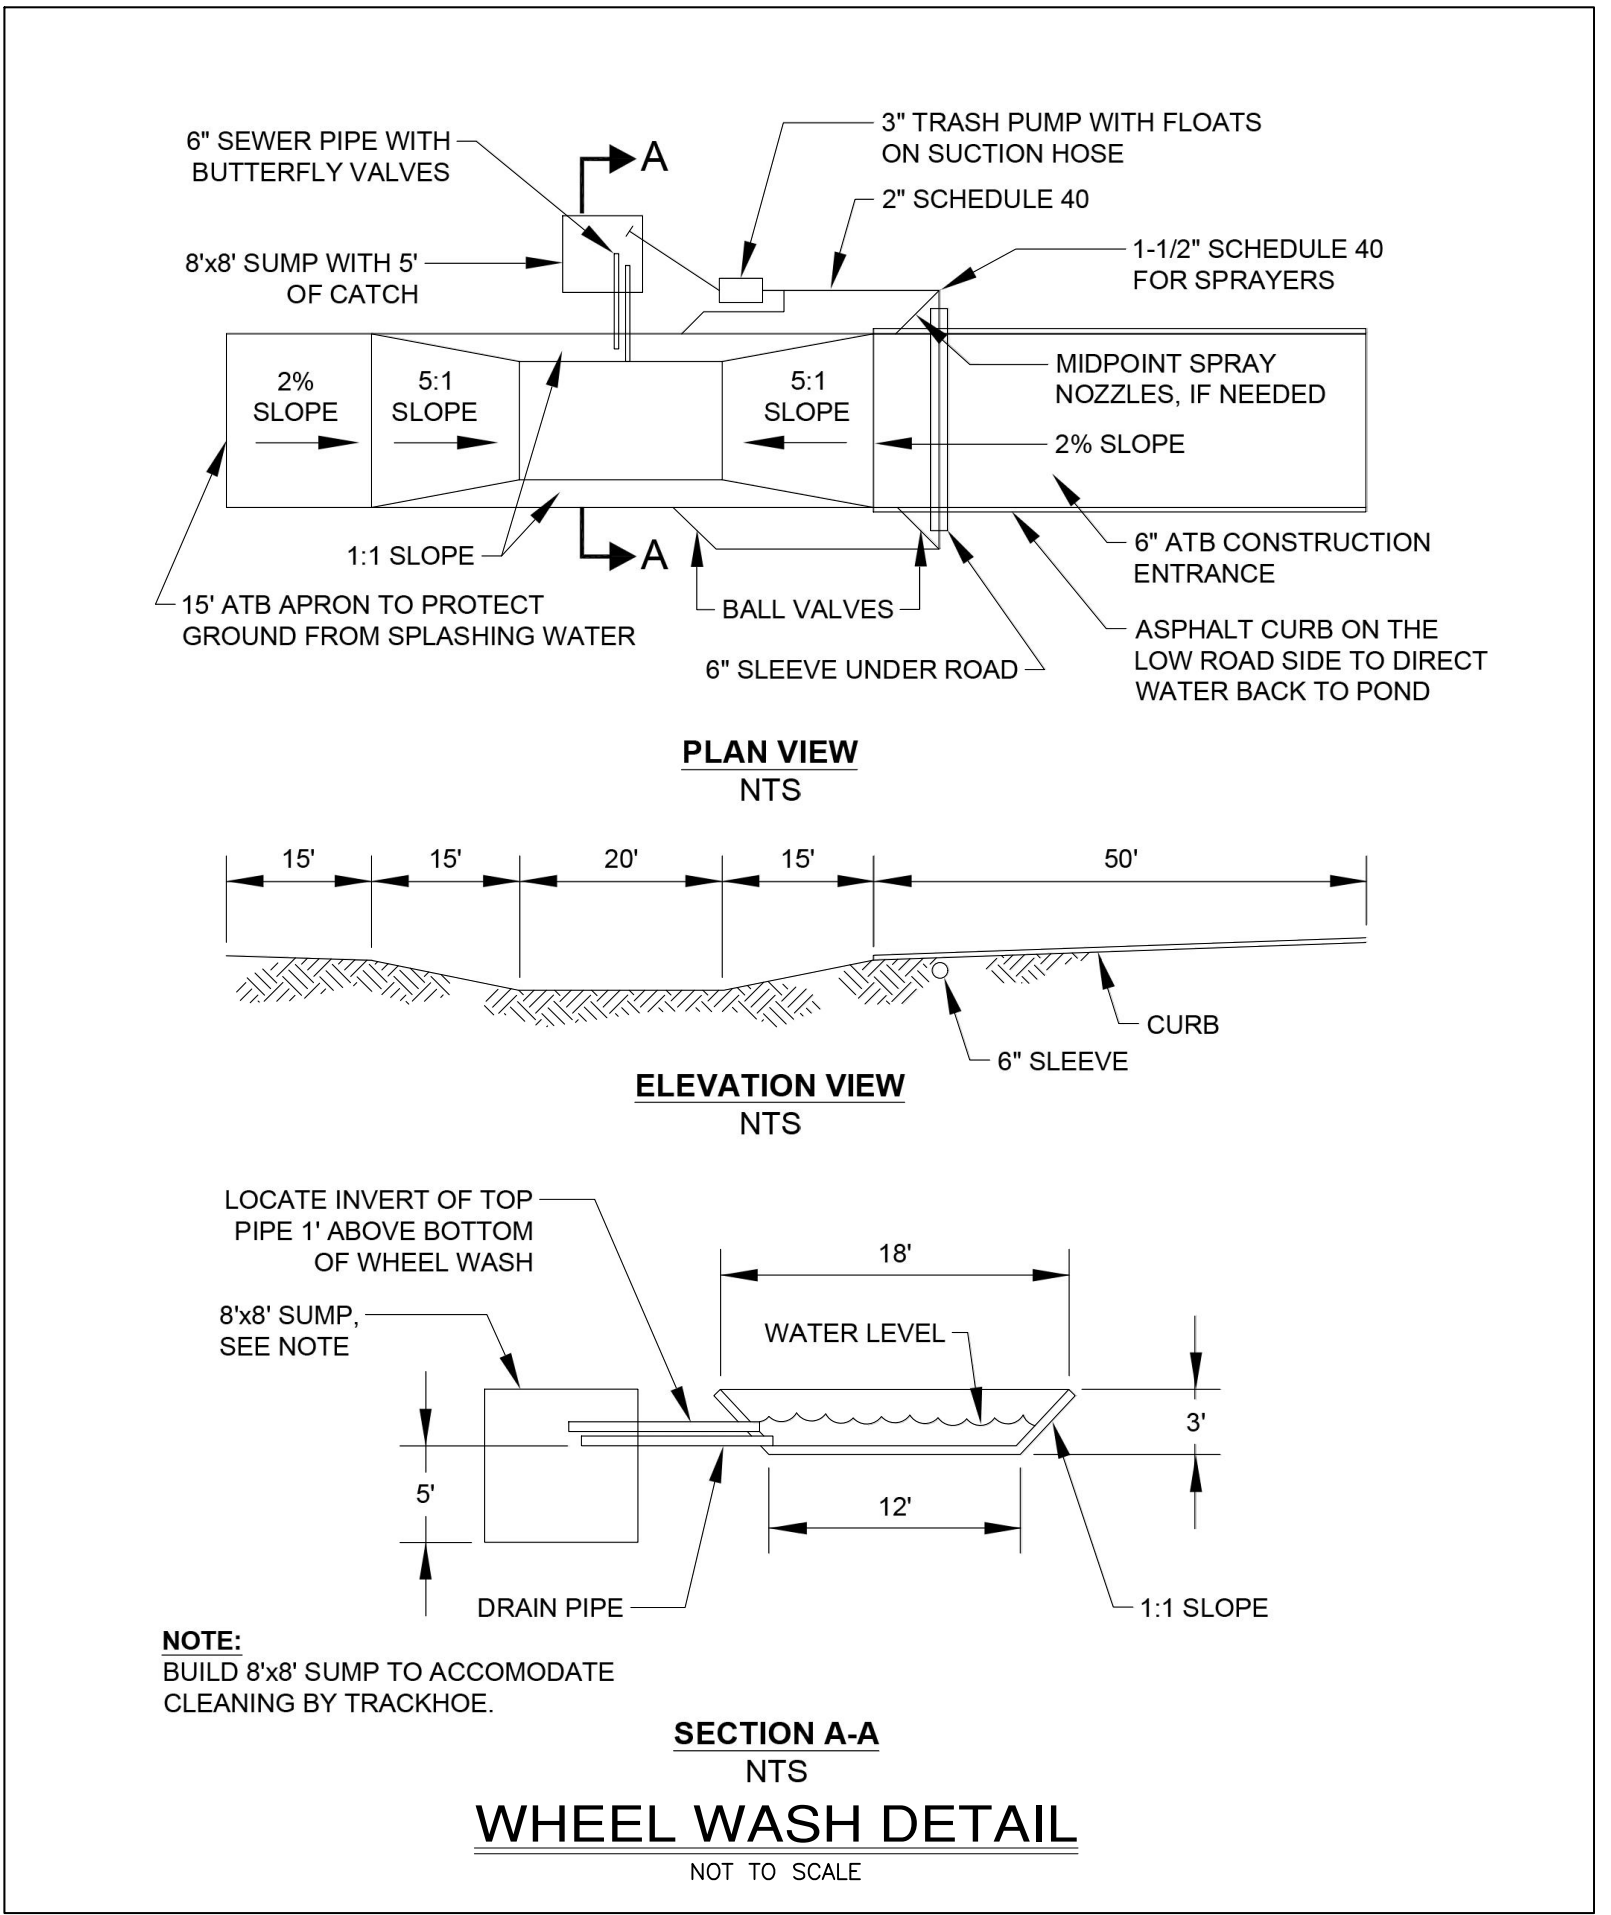 6" SEWER PIPE WITH
BUTTERFLY VALVES
A
3" TRASH PUMP WITH FLOATS
ON SUCTION HOSE
2" SCHEDULE 40
8'x8' SUMP WITH 5'
OF CATCH
1-1/2" SCHEDULE 40
FOR SPRAYERS
MIDPOINT SPRAY
NOZZLES, IF NEEDED
2%
SLOPE
5:1
SLOPE
5:1
SLOPE
2% SLOPE
1:1 SLOPE
A
6" ATB CONSTRUCTION
ENTRANCE
15' ATB APRON TO PROTECT
GROUND FROM SPLASHING WATER
BALL VALVES
6" SLEEVE UNDER ROAD
ASPHALT CURB ON THE
LOW ROAD SIDE TO DIRECT
WATER BACK TO POND
PLAN VIEW
NTS
15'
15'
20'
15'
50'
CURB
6" SLEEVE
ELEVATION VIEW
NTS
LOCATE INVERT OF TOP
PIPE 1' ABOVE BOTTOM
OF WHEEL WASH
18'
8'x8' SUMP,
SEE NOTE
WATER LEVEL
3'
5'
12'
DRAIN PIPE
1:1 SLOPE
NOTE:
BUILD 8'x8' SUMP TO ACCOMODATE
CLEANING BY TRACKHOE.
SECTION A-A
NTS
WHEEL WASH DETAIL
NOT TO SCALE